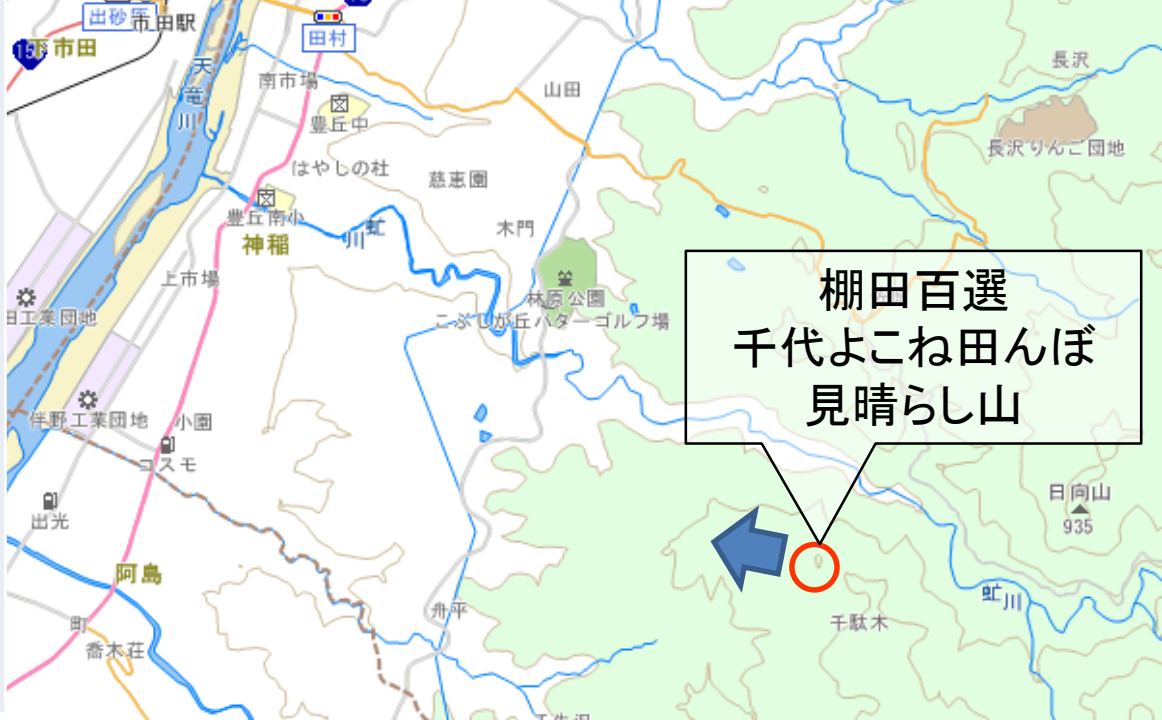 出砂原
市田駅
15
下市田
田村
天竜川
南市場
豊丘中
山田
長沢
長沢りんご団地
はやしの杜
慈恵園
豊丘南小
神稲
虻川
木門
上市場
林原公園
こぶしが丘パターゴルフ場
田工業団地
棚田百選
千代よこね田んぼ
見晴らし山
伴野工業団地
小園
コスモ
出光
日向山
935
阿島
虻川
町
舟平
千駄木
喬木荘